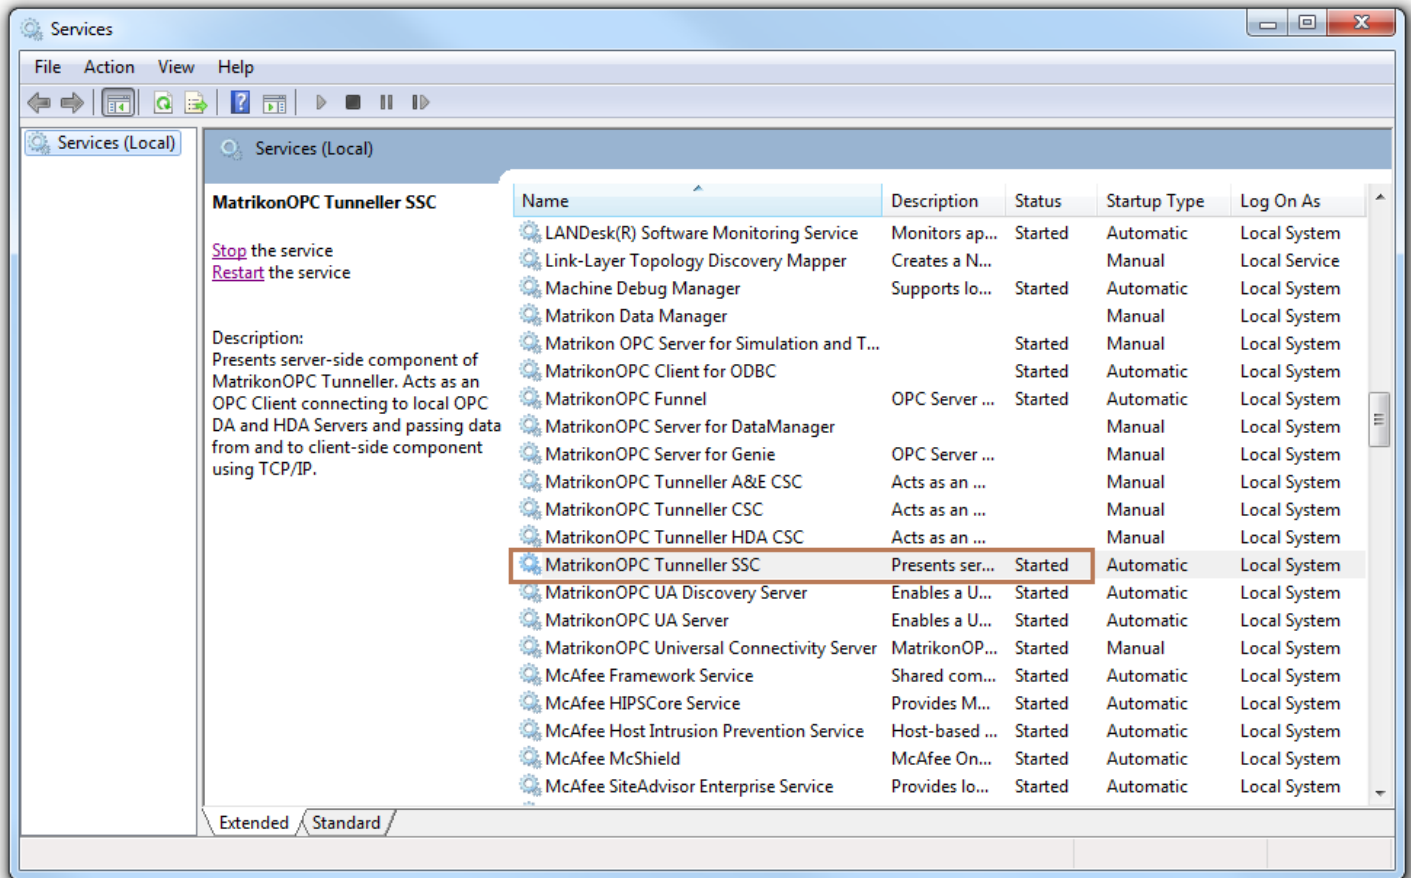 Services
File Action View Help
Services (Local)
Services (Local)
MatrikonOPC Tunneller SSC
Stop the service
Restart the service
Description:
Presents server-side component of
MatrikonOPC Tunneller. Acts as an
OPC Client connecting to local OPC
DA and HDA Servers and passing data
from and to client-side component
using TCP/IP.
Name Description Status Startup Type Log On As
LANDesk(R) Software Monitoring Service Monitors ap... Started Automatic Local System
Link-Layer Topology Discovery Mapper Creates a N... Manual Local Service
Machine Debug Manager Supports lo... Started Automatic Local System
Matrikon Data Manager Manual Local System
Matrikon OPC Server for Simulation and T... Started Manual Local System
MatrikonOPC Client for ODBC Started Automatic Local System
MatrikonOPC Funnel OPC Server ... Started Automatic Local System
MatrikonOPC Server for DataManager Manual Local System
MatrikonOPC Server for Genie OPC Server ... Manual Local System
MatrikonOPC Tunneller A&E CSC Acts as an ... Manual Local System
MatrikonOPC Tunneller CSC Acts as an ... Manual Local System
MatrikonOPC Tunneller HDA CSC Acts as an ... Manual Local System
MatrikonOPC Tunneller SSC Presents ser... Started Automatic Local System
MatrikonOPC UA Discovery Server Enables a U... Started Automatic Local System
MatrikonOPC UA Server Enables a U... Started Automatic Local System
MatrikonOPC Universal Connectivity Server MatrikonOP... Started Manual Local System
McAfee Framework Service Shared com... Started Automatic Local System
McAfee HIPSCore Service Provides M... Started Automatic Local System
McAfee Host Intrusion Prevention Service Host-based ... Started Automatic Local System
McAfee McShield McAfee On... Started Automatic Local System
McAfee SiteAdvisor Enterprise Service Provides lo... Started Automatic Local System
Extended Standard